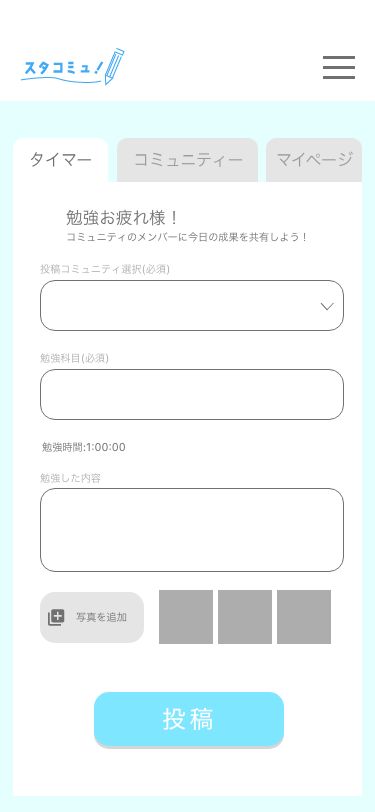 スタコミュ!
タイマー
コミュニティー
マイページ
勉強お疲れ様！
コミュニティのメンバーに今日の成果を共有しよう！
投稿コミュニティ選択(必須)
勉強科目(必須)
勉強時間:1:00:00
勉強した内容
写真を追加
投稿